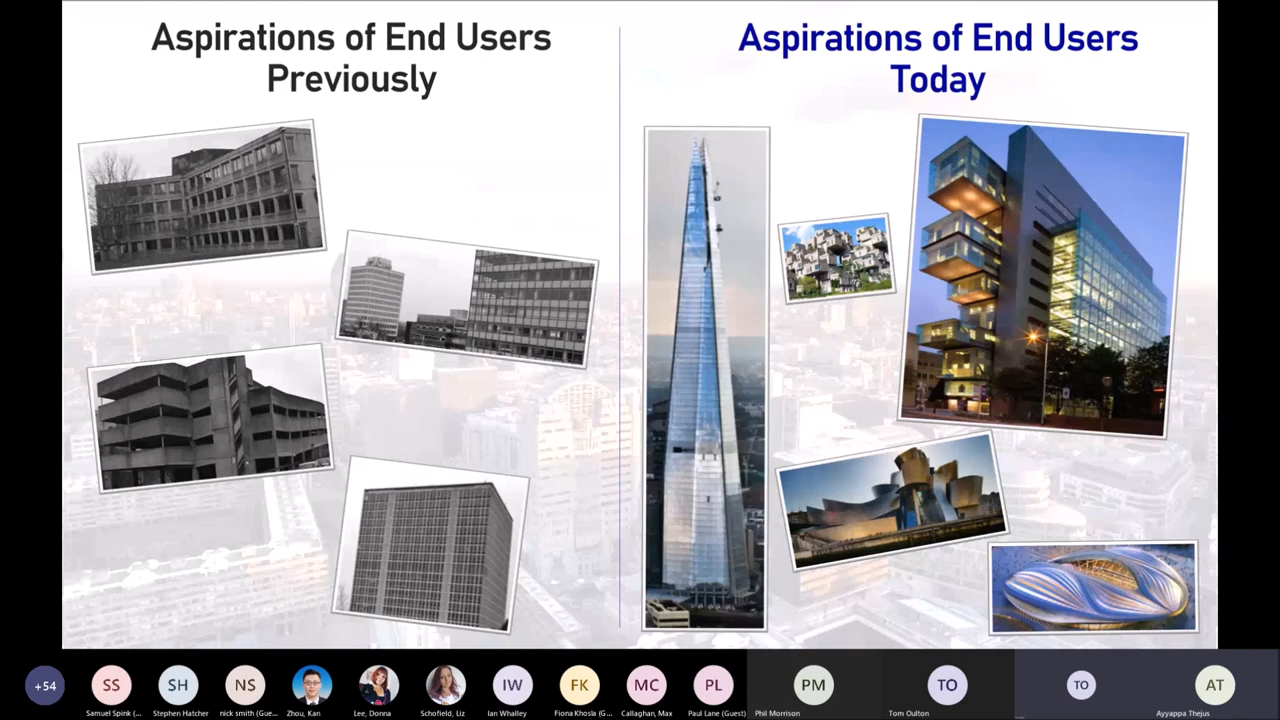 Aspirations of End Users
Previously
Aspirations of End Users
Today
+54
SS
SH
NS
IW
FK
MC
PL
PM
TO
TO
AT
Samuel Spink (...
Stephen Hatcher
nick smith (Gue...
Zhou, Kan
Lee, Donna
Schofield, Liz
Ian Whalley
Fiona Khosla (G...
Callaghan, Max
Paul Lane (Guest)
Phil Morrison
Tom Oulton
Ayyappa Thejus